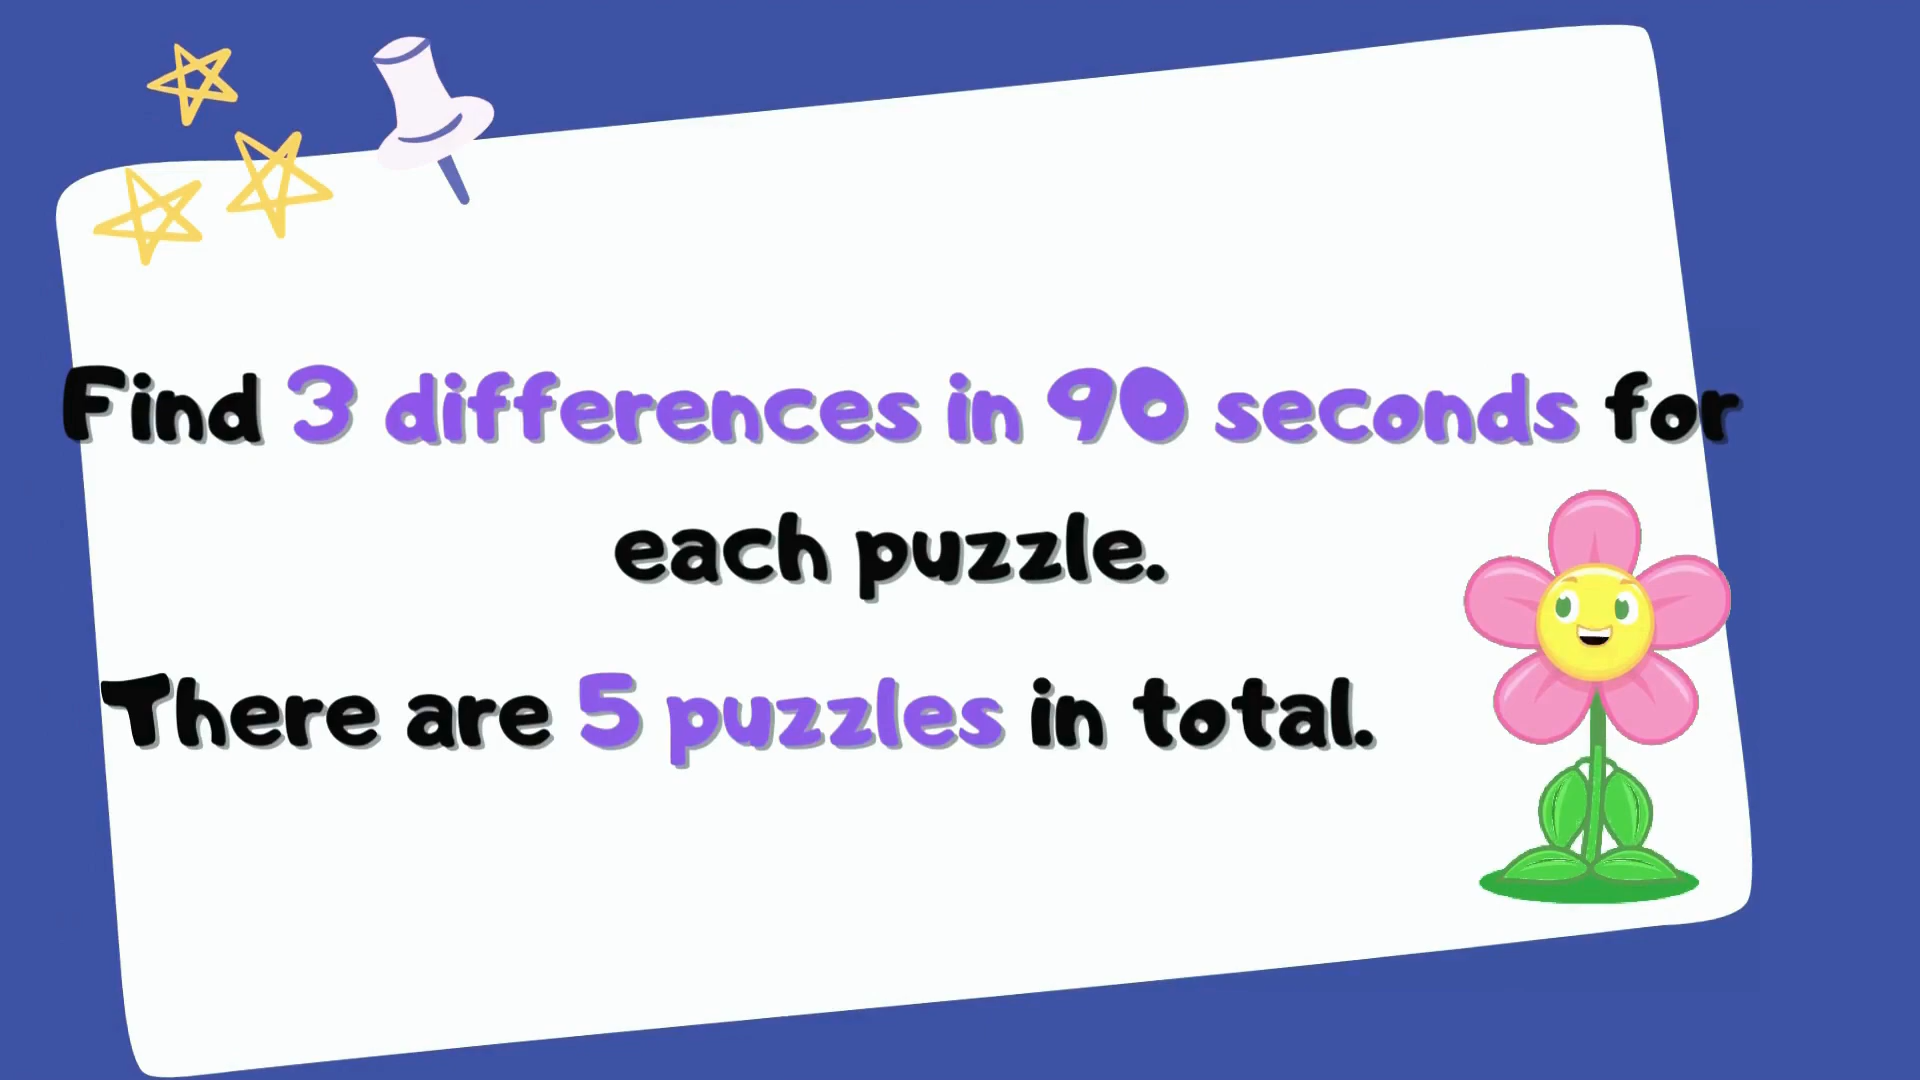 Find 3 differences in 90 seconds for
each puzzle.
There are 5 puzzles in total.